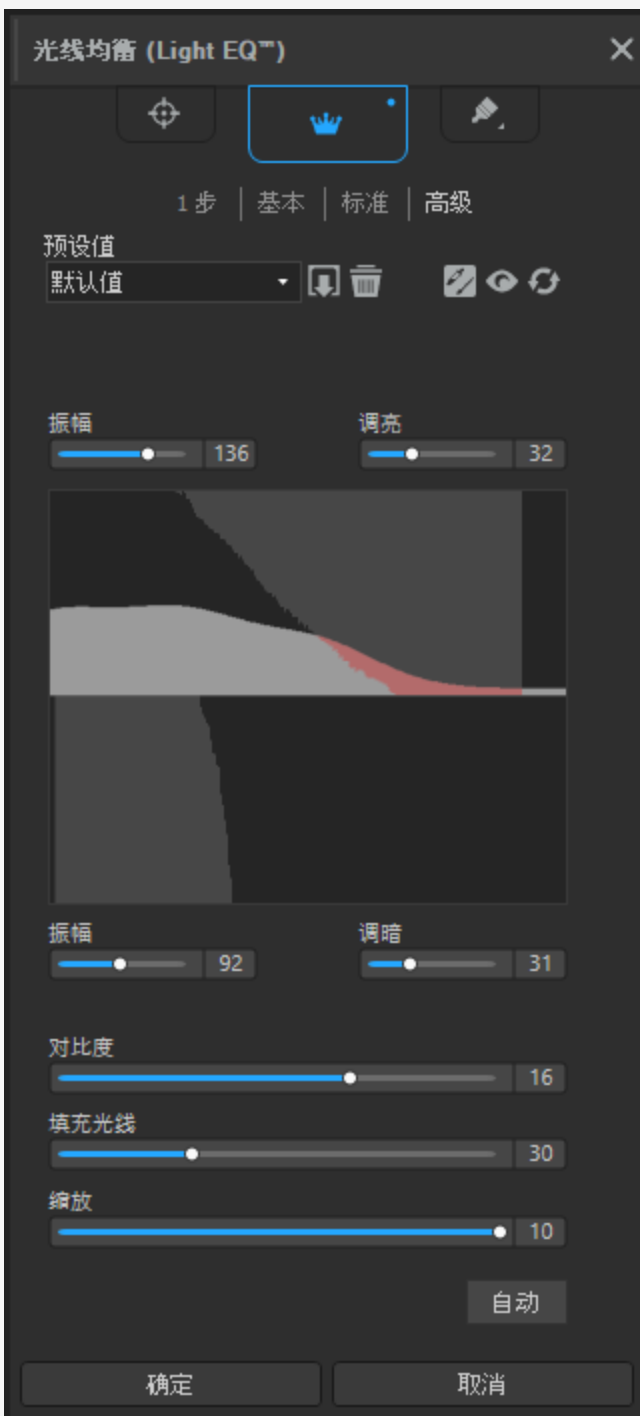 光线均衡 (Light EQ™)
1 步 基本 标准 高级
预设值
默认值
振幅 调亮
136 32
振幅 调暗
92 31
对比度
16
填充光线
30
缩放
10
自动
确定 取消